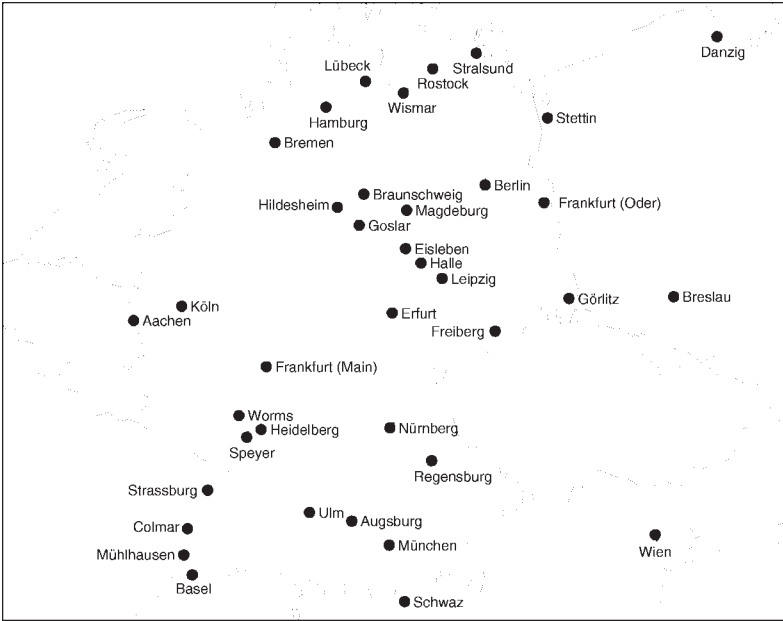 Danzig
Lübeck
Stralsund
Rostock
Wismar
Hamburg
Stettin
Bremen
Berlin
Braunschweig
Hildesheim
Magdeburg
Frankfurt (Oder)
Goslar
Eisleben
Halle
Leipzig
Görlitz
Breslau
Köln
Aachen
Erfurt
Freiberg
Frankfurt (Main)
Worms
Heidelberg
Nürnberg
Speyer
Regensburg
Strassburg
Ulm
Augsburg
Colmar
München
Wien
Mühlhausen
Basel
Schwaz